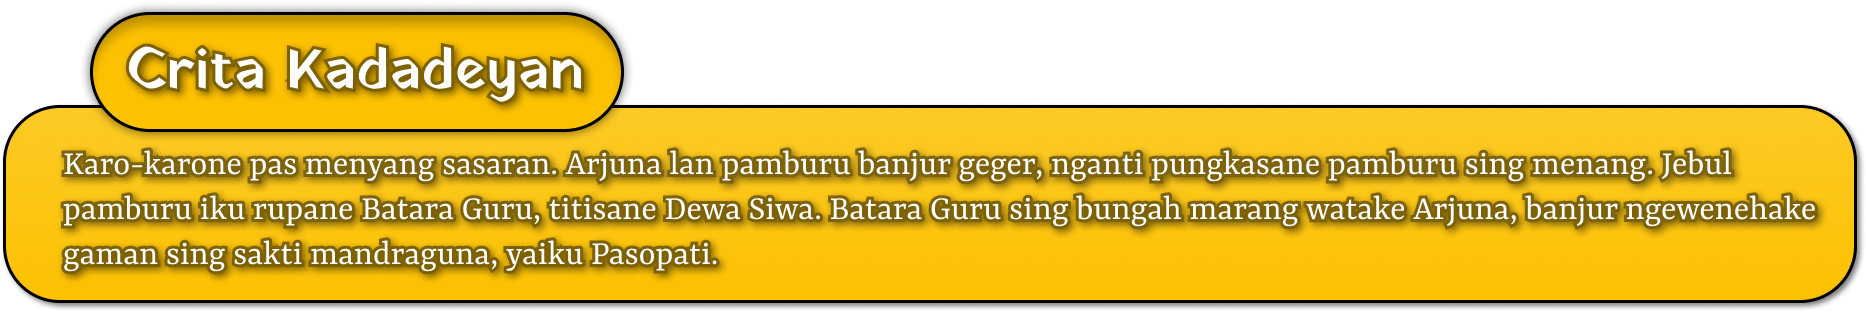 Crita Kadadeyan
Karo-karone pas menyang sasaran. Arjuna lan pamburu banjur geger, nganti pungkasane pamburu sing menang. Jebul
pamburu iku rupane Batara Guru, titisane Dewa Siwa. Batara Guru sing bungah marang watake Arjuna, banjur ngewenehake
gaman sing sakti mandraguna, yaiku Pasopati.